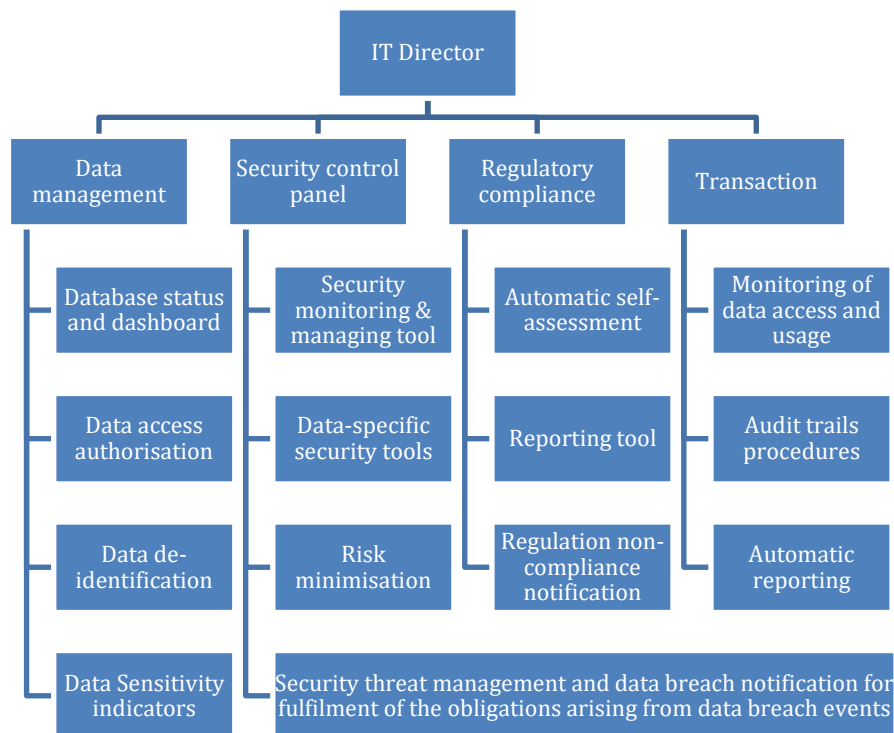 IT Director
Data
management
Security control
panel
Regulatory
compliance
Transaction
Database status
and dashboard
Security
monitoring &
managing tool
Automatic self-
assessment
Monitoring of
data access and
usage
Data access
authorisation
Data-specific
security tools
Reporting tool
Audit trails
procedures
Data de-
identification
Risk
minimisation
Regulation non-
compliance
notification
Automatic
reporting
Data Sensitivity
indicators
Security threat management and data breach notification for
fulfilment of the obligations arising from data breach events